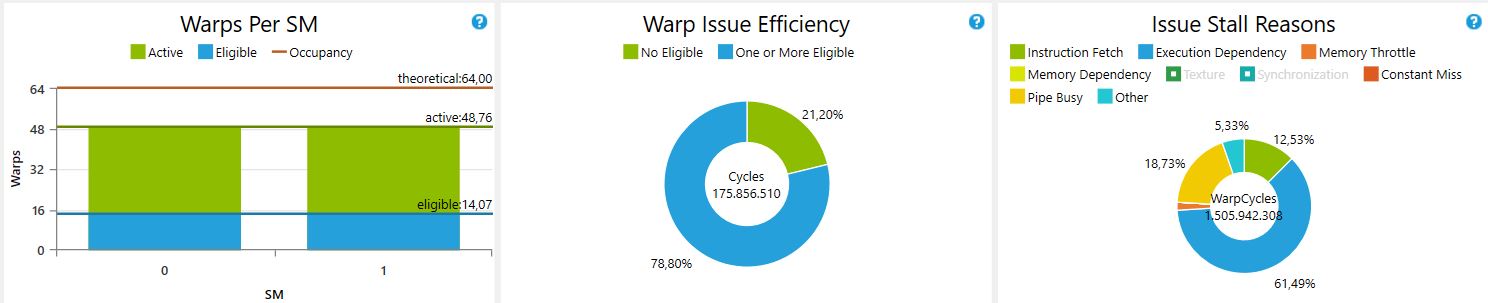 Warps Per SM
?
Active Eligible Occupancy
theoretical:64,00
64
active:48,76
48
32
eligible:14,07
16
0
0 1
Warps
SM
Warp Issue Efficiency
?
No Eligible One or More Eligible
21,20%
Cycles
175.856.510
78,80%
Issue Stall Reasons
?
Instruction Fetch Execution Dependency Memory Throttle
Memory Dependency Texture Synchronization Constant Miss
Pipe Busy Other
5,33%
12,53%
18,73%
WarpCycles
1.505.942.308
61,49%